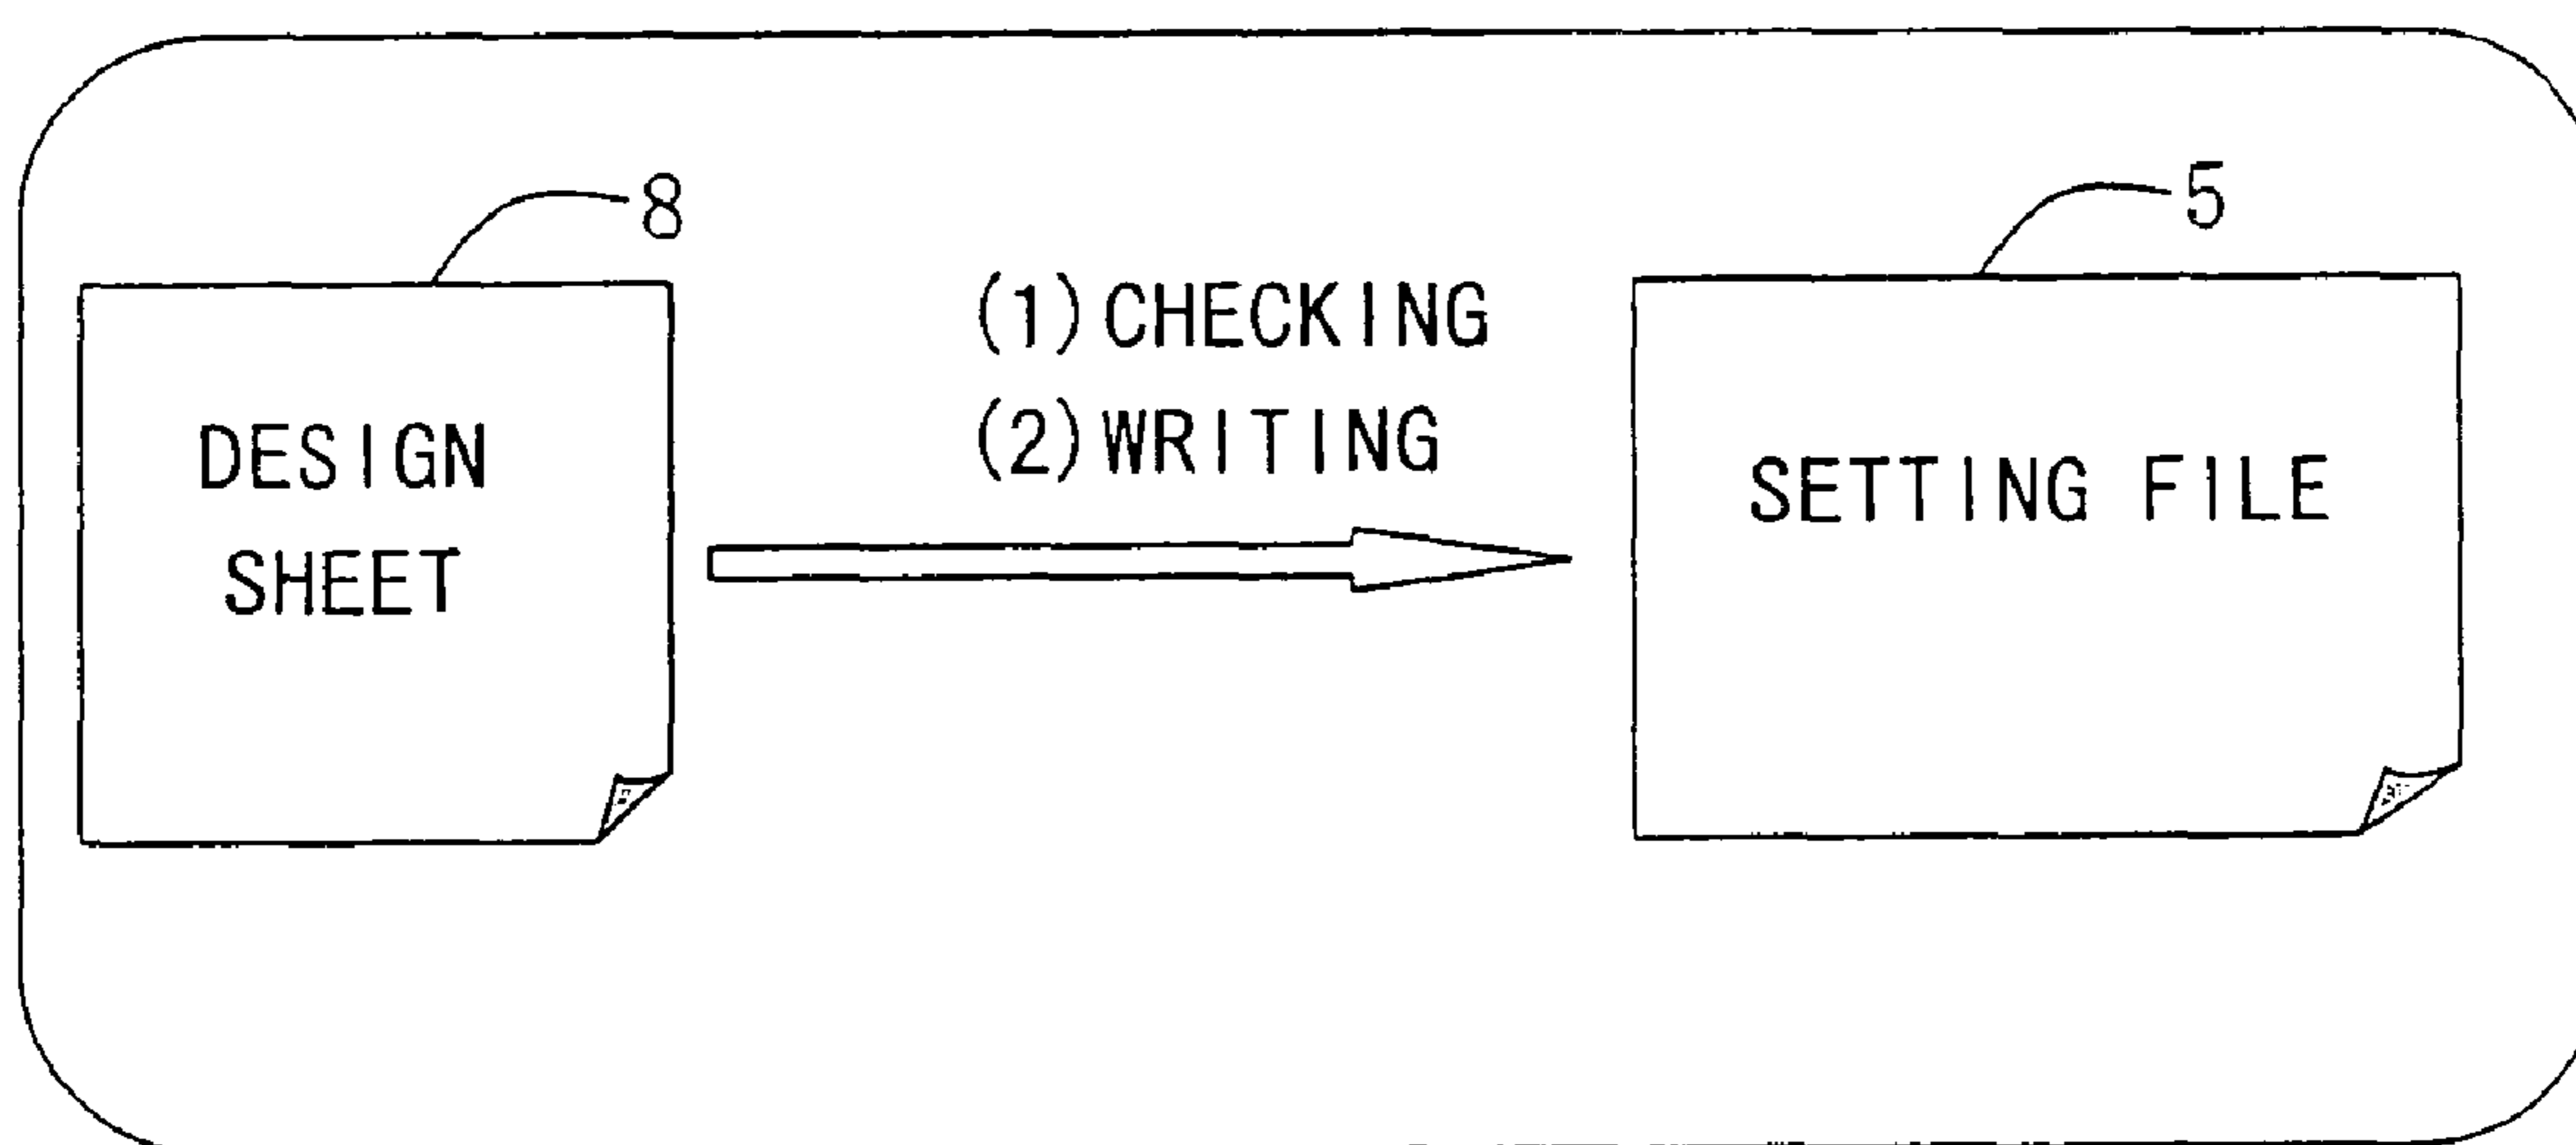 8
5
(1) CHECKING
(2) WRITING
DESIGN
SHEET
SETTING FILE